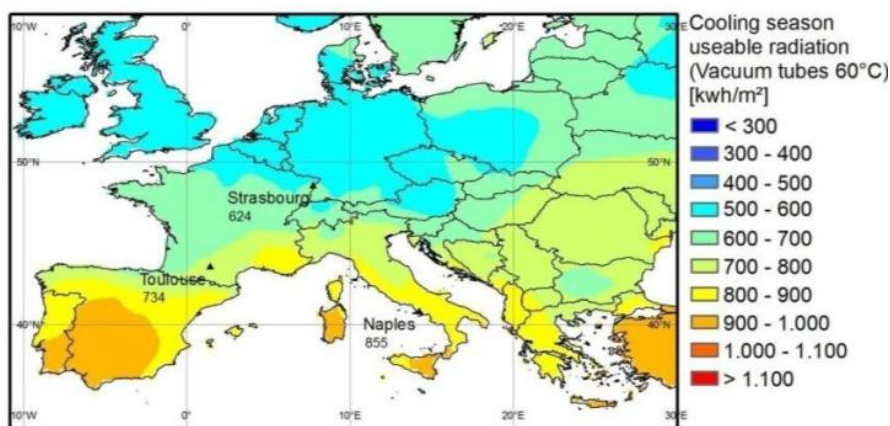 10°W
0°
10°E
20°E
30°E
50°N
50°N
Strasbourg
624
Toulouse
734
40°N
Naples
855
40°N
10°W
0°
10°E
20°E
30°E
Cooling season
useable radiation
(Vacuum tubes 60°C)
[kwh/m²]
< 300
300 - 400
400 - 500
500 - 600
600 - 700
700 - 800
800 - 900
900 - 1.000
1.000 - 1.100
> 1.100